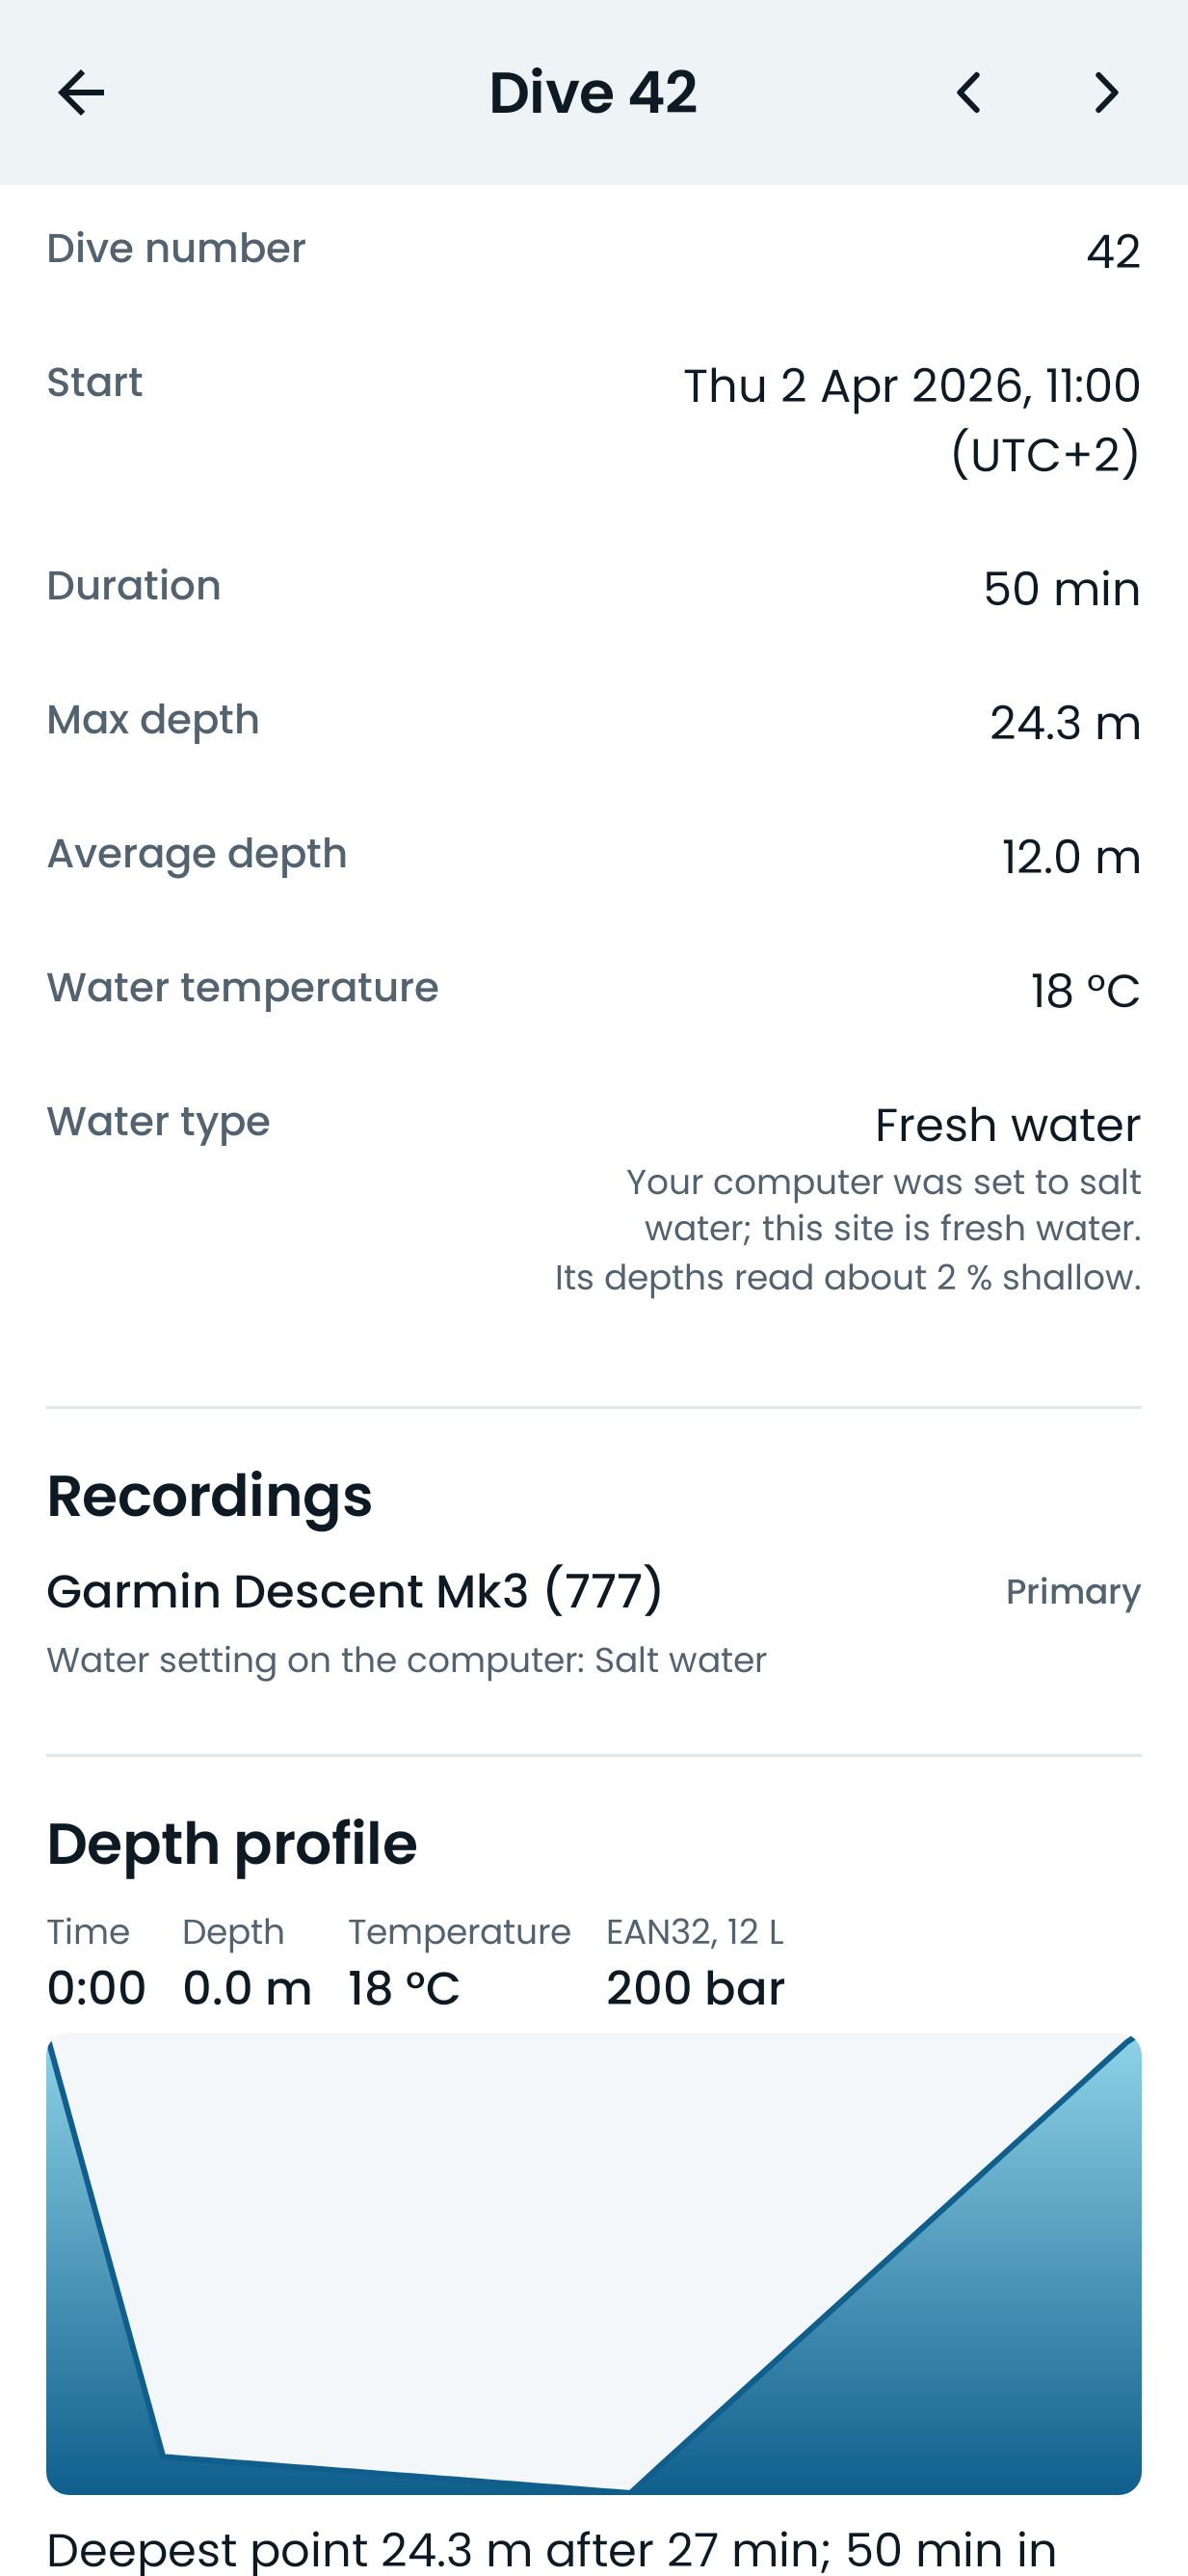 Dive 42
Dive number 42
Start Thu 2 Apr 2026, 11:00
(UTC+2)
Duration 50 min
Max depth 24.3 m
Average depth 12.0 m
Water temperature 18 °C
Water type Fresh water
Your computer was set to salt
water; this site is fresh water.
Its depths read about 2 % shallow.
Recordings
Garmin Descent Mk3 (777) Primary
Water setting on the computer: Salt water
Depth profile
Time Depth Temperature EAN32, 12 L
0:00 0.0 m 18 °C 200 bar
Deepest point 24.3 m after 27 min; 50 min in